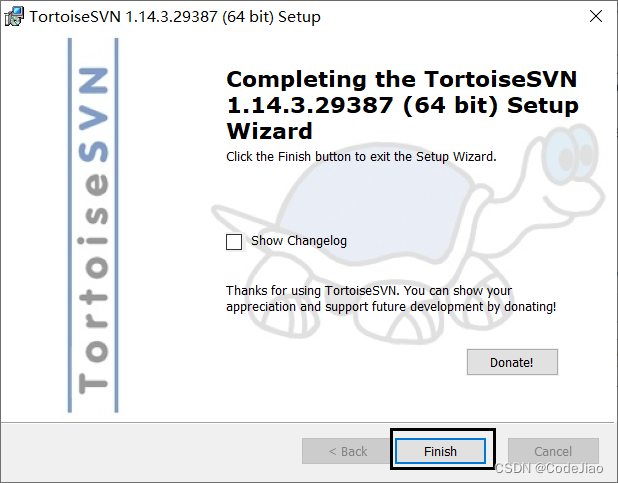 TortoiseSVN 1.14.3.29387 (64 bit) Setup
TortoiseSVN
Completing the TortoiseSVN
1.14.3.29387 (64 bit) Setup
Wizard
Click the Finish button to exit the Setup Wizard.
Show Changelog
Thanks for using TortoiseSVN. You can show your
appreciation and support future development by donating!
Donate!
< Back
Finish
Cancel
CSDN @CodeJiao